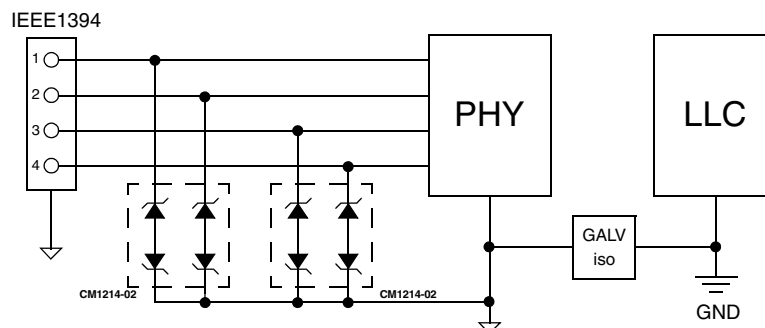 IEEE1394
1
2
3
4
PHY
LLC
GALV
iso
CM1214-02
CM1214-02
GND